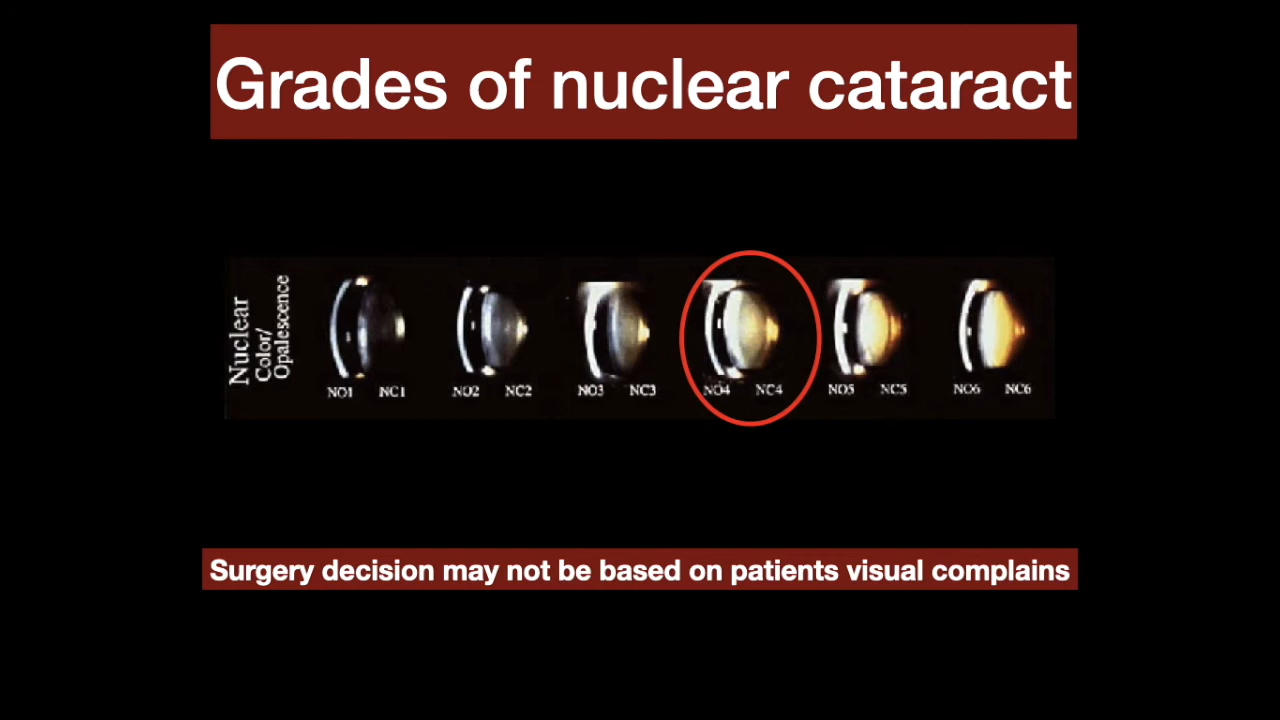 Grades of nuclear cataract
Nuclear
Color/
Opalescence
NO1 NC1 NO2 NC2 NO3 NC3 NO4 NC4 NO5 NC5 NO6 NC6
Surgery decision may not be based on patients visual complains